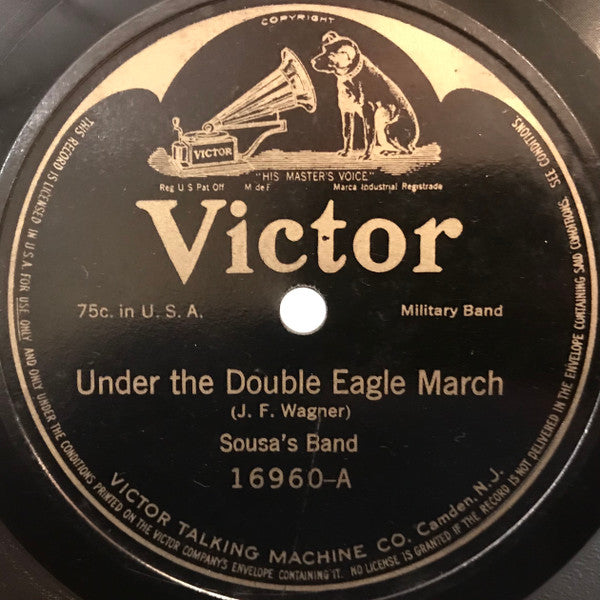 COPYRIGHT
VICTOR
"HIS MASTER'S VOICE"
Reg U S Pat Off M de F Marca Industrial Registrada
Victor
75c. in U. S. A. Military Band
Under the Double Eagle March
(J. F. Wagner)
Sousa's Band
16960-A
VICTOR TALKING MACHINE CO. Camden, N. J.
THIS RECORD IS LICENSED IN U.S.A. FOR USE ONLY AND ONLY UNDER THE CONDITIONS PRINTED ON THE VICTOR COMPANY'S ENVELOPE CONTAINING IT. NO LICENSE IS GRANTED IF THE RECORD IS NOT DELIVERED IN THE ENVELOPE CONTAINING SAID CONDITIONS. SEE CONDITIONS.